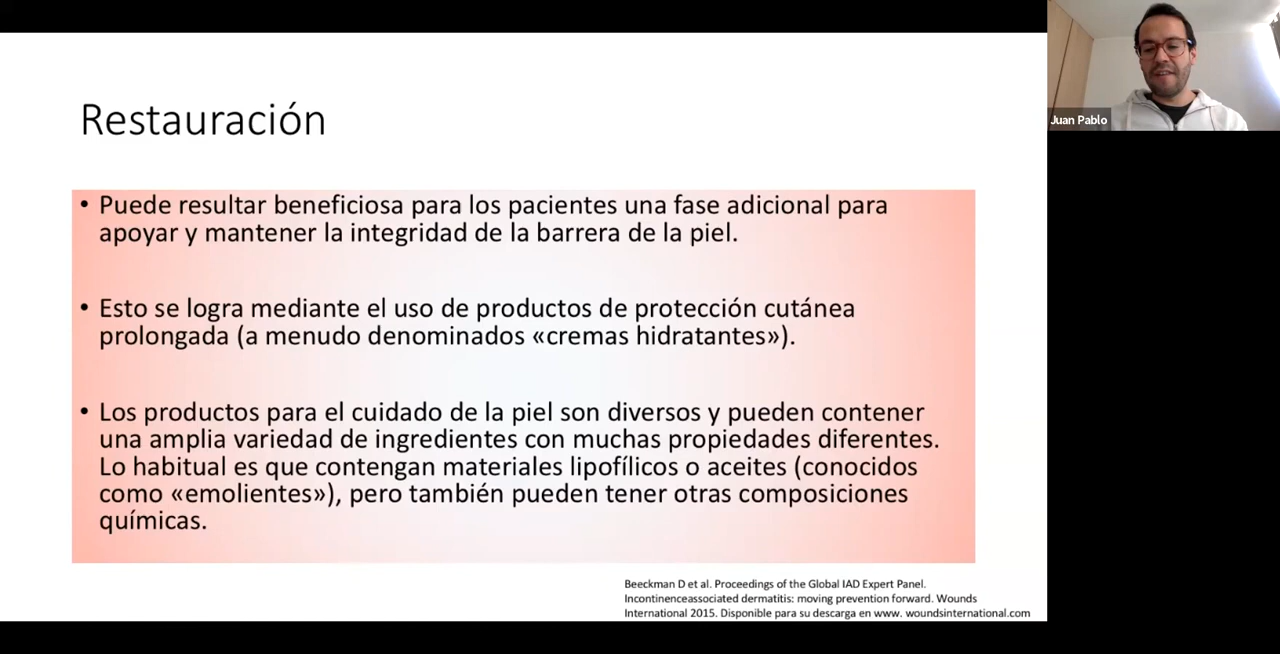 Restauración
• Puede resultar beneficiosa para los pacientes una fase adicional para
apoyar y mantener la integridad de la barrera de la piel.
• Esto se logra mediante el uso de productos de protección cutánea
prolongada (a menudo denominados «cremas hidratantes»).
• Los productos para el cuidado de la piel son diversos y pueden contener
una amplia variedad de ingredientes con muchas propiedades diferentes.
Lo habitual es que contengan materiales lipofílicos o aceites (conocidos
como «emolientes»), pero también pueden tener otras composiciones
químicas.
Beeckman D et al. Proceedings of the Global IAD Expert Panel.
Incontinenceassociated dermatitis: moving prevention forward. Wounds
International 2015. Disponible para su descarga en www. woundsinternational.com
Juan Pablo